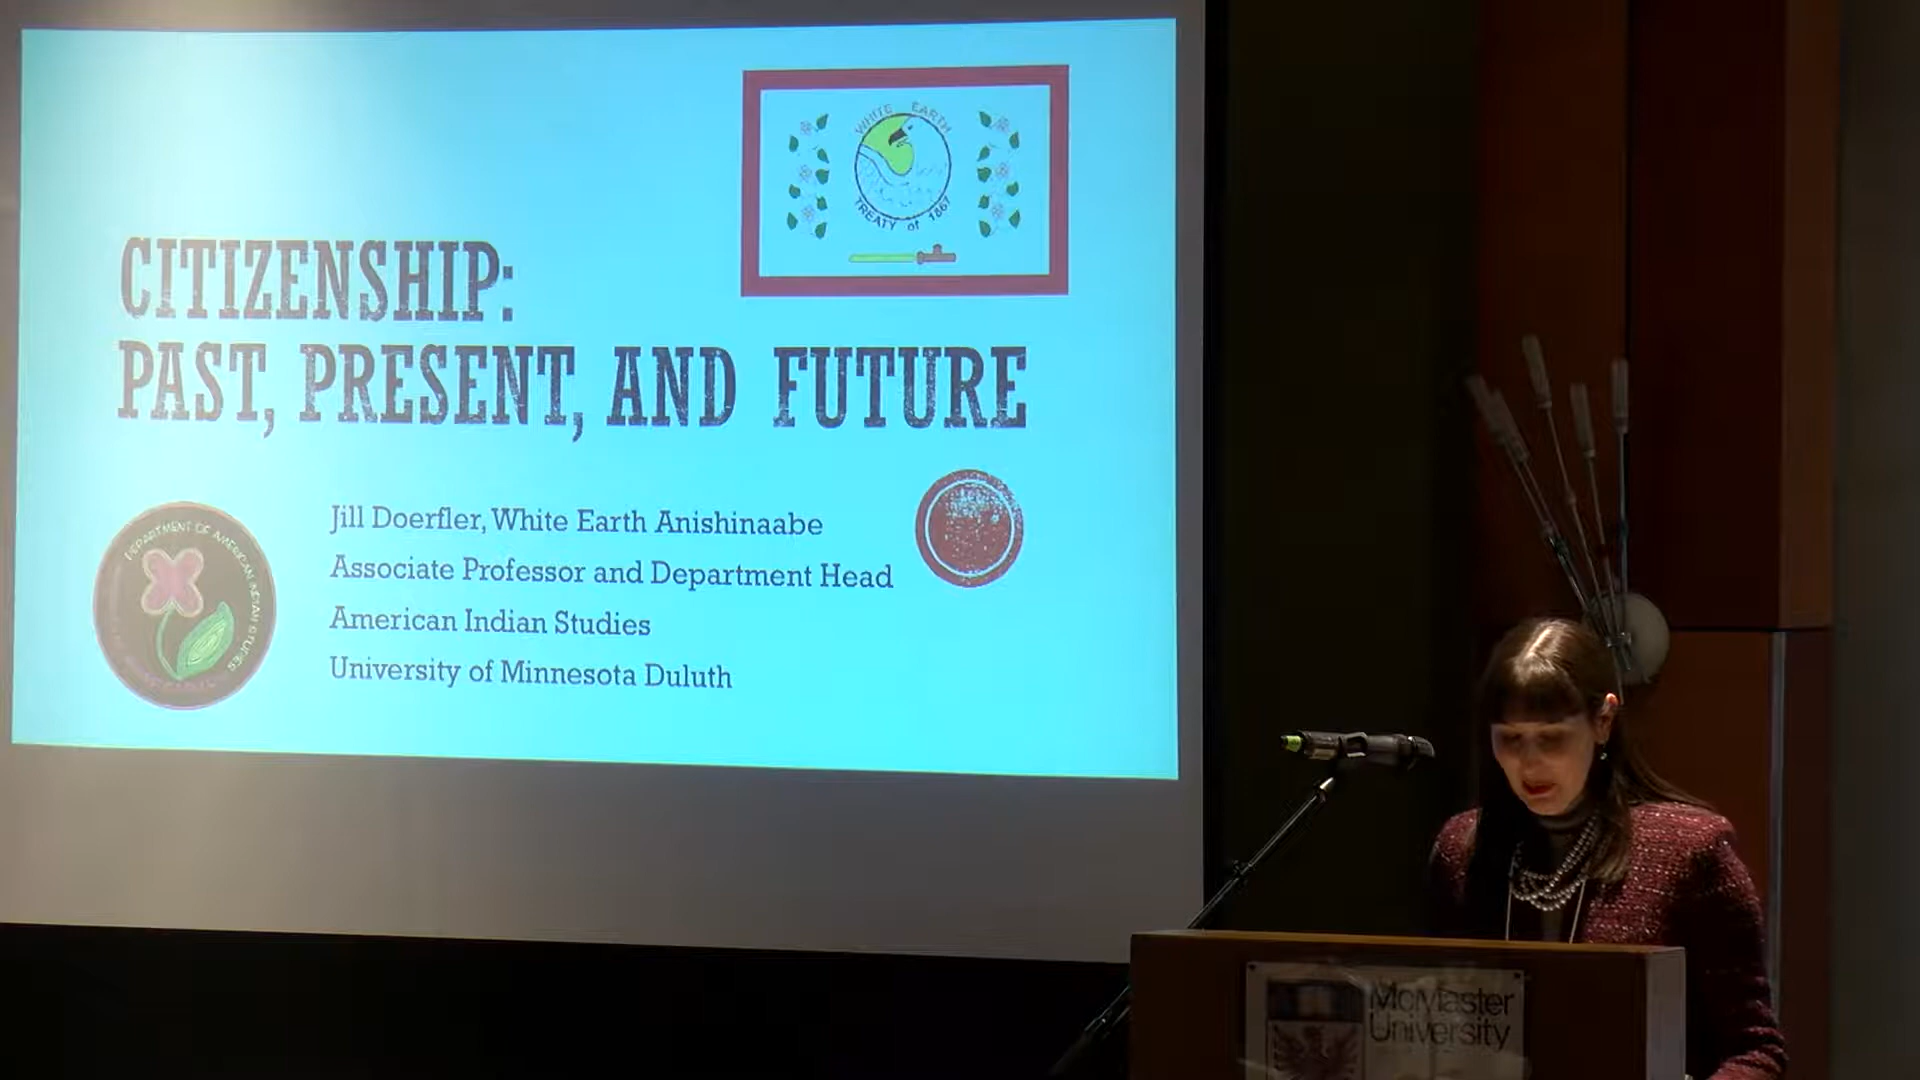 WHITE EARTH
TREATY of 1867
CITIZENSHIP:
PAST, PRESENT, AND FUTURE
Jill Doerfler, White Earth Anishinaabe
Associate Professor and Department Head
American Indian Studies
University of Minnesota Duluth
DEPARTMENT OF AMERICAN INDIAN STUDIES
McMaster
University